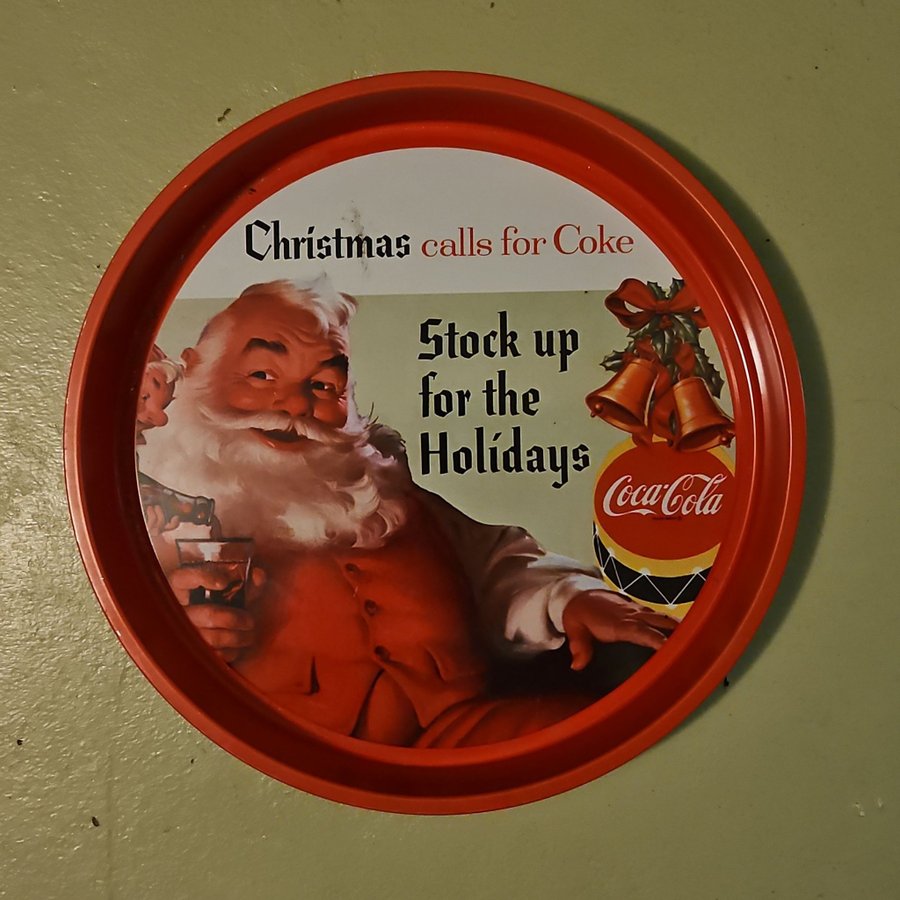 Christmas calls for Coke
Stock up
for the
Holidays
Coca-Cola